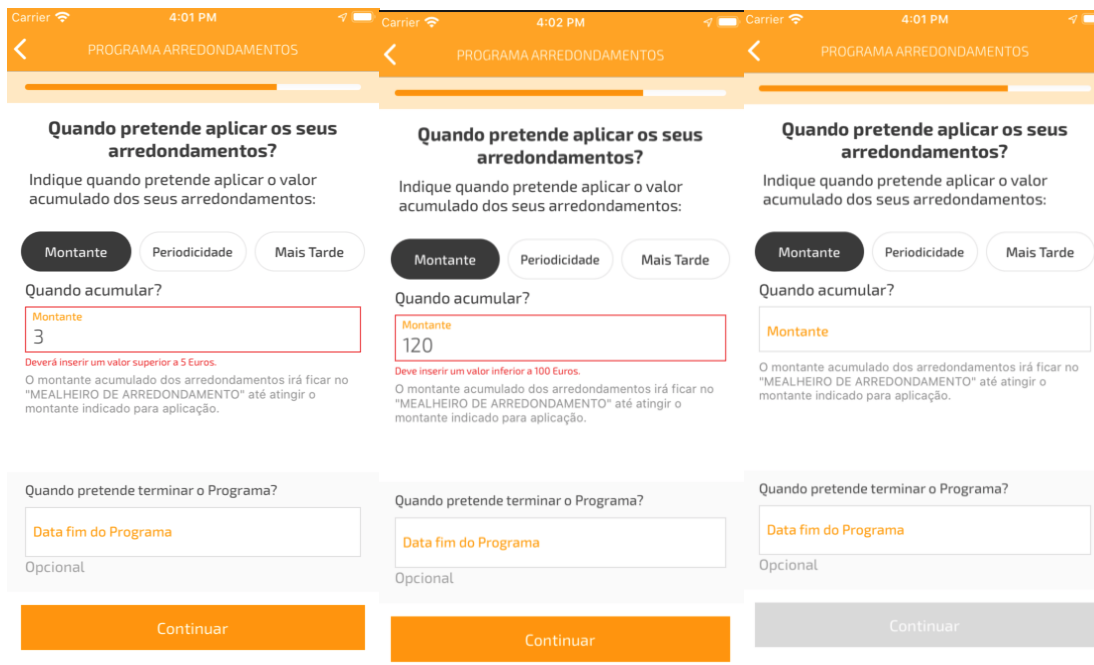 Carrier 4:01 PM
PROGRAMA ARREDONDAMENTOS
Quando pretende aplicar os seus
arredondamentos?
Indique quando pretende aplicar o valor
acumulado dos seus arredondamentos:
Montante Periodicidade Mais Tarde
Quando acumular?
Montante
3
Deverá inserir um valor superior a 5 Euros.
O montante acumulado dos arredondamentos irá ficar no
"MEALHEIRO DE ARREDONDAMENTO" até atingir o
montante indicado para aplicação.
Quando pretende terminar o Programa?
Data fim do Programa
Opcional
Continuar
Carrier 4:02 PM
PROGRAMA ARREDONDAMENTOS
Quando pretende aplicar os seus
arredondamentos?
Indique quando pretende aplicar o valor
acumulado dos seus arredondamentos:
Montante Periodicidade Mais Tarde
Quando acumular?
Montante
120
Deve inserir um valor inferior a 100 Euros.
O montante acumulado dos arredondamentos irá ficar no
"MEALHEIRO DE ARREDONDAMENTO" até atingir o
montante indicado para aplicação.
Quando pretende terminar o Programa?
Data fim do Programa
Opcional
Continuar
Carrier 4:01 PM
PROGRAMA ARREDONDAMENTOS
Quando pretende aplicar os seus
arredondamentos?
Indique quando pretende aplicar o valor
acumulado dos seus arredondamentos:
Montante Periodicidade Mais Tarde
Quando acumular?
Montante
O montante acumulado dos arredondamentos irá ficar no
"MEALHEIRO DE ARREDONDAMENTO" até atingir o
montante indicado para aplicação.
Quando pretende terminar o Programa?
Data fim do Programa
Opcional
Continuar